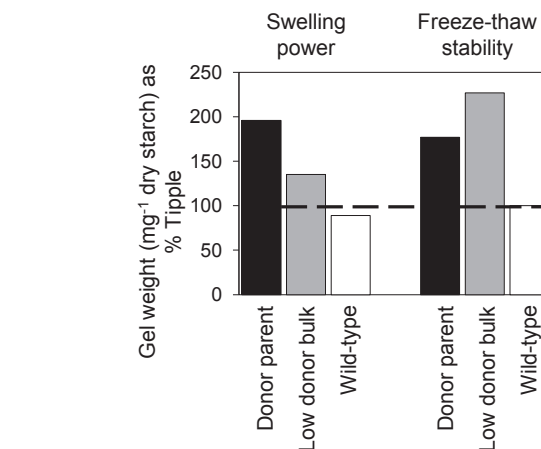 Swelling
power
Freeze-thaw
stability
Gel weight (mg-1 dry starch) as
% Tipple
250
200
150
100
50
0
Donor parent
Low donor bulk
Wild-type
Donor parent
Low donor bulk
Wild-type